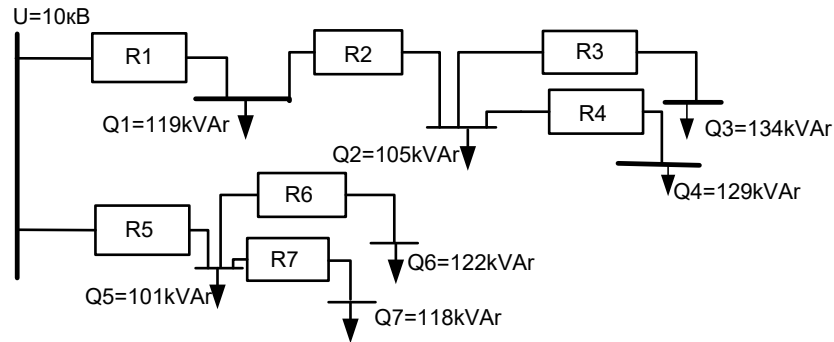 U=10кВ
R1
R2
R3
R4
Q1=119kVAr
Q2=105kVAr
Q3=134kVAr
Q4=129kVAr
R5
R6
R7
Q5=101kVAr
Q6=122kVAr
Q7=118kVAr